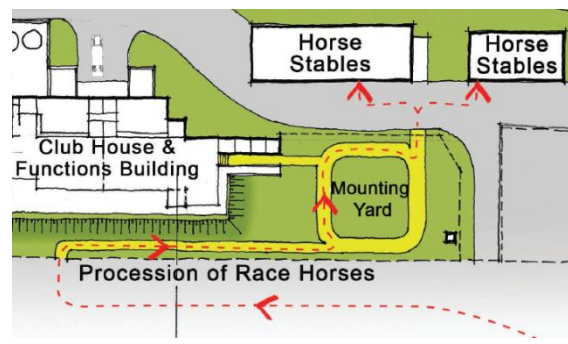 Horse
Stables
Horse
Stables
Club House &
Functions Building
Mounting
Yard
Procession of Race Horses